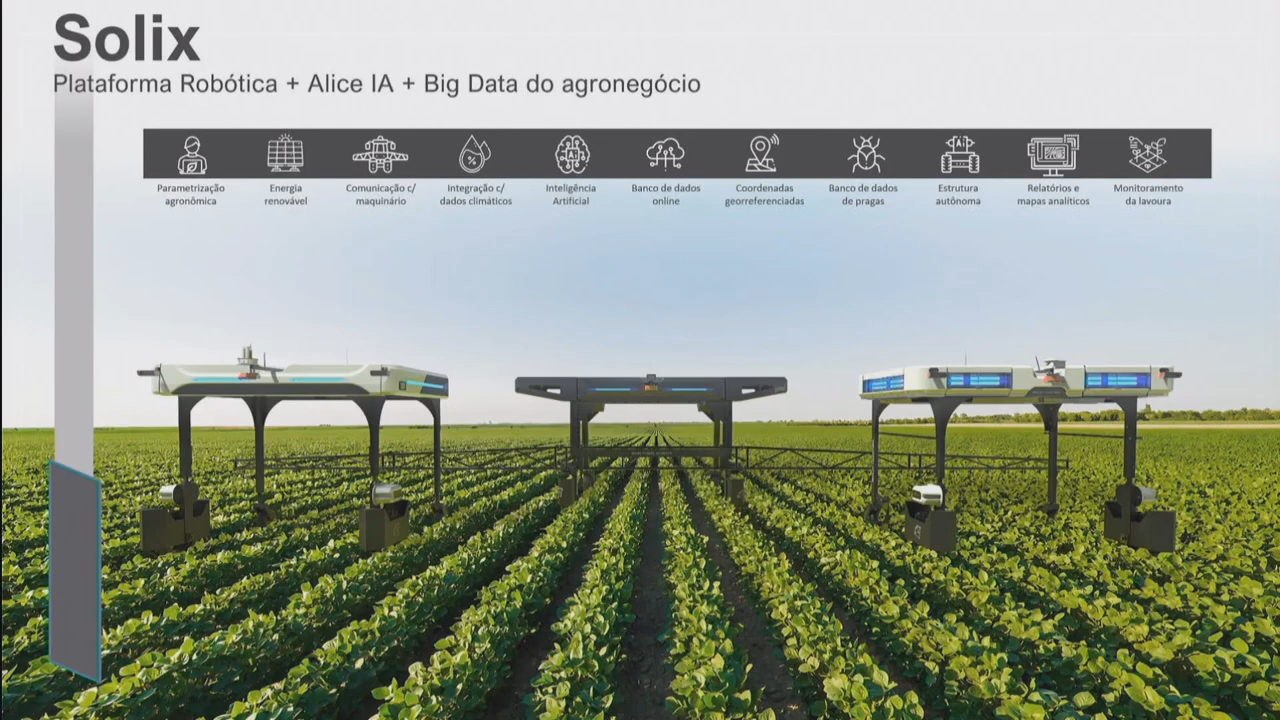 Solix
Plataforma Robótica + Alice IA + Big Data do agronegócio
Parametrização
agronômica
Energia
renovável
Comunicação c/
maquinário
Integração c/
dados climáticos
Inteligência
Artificial
Banco de dados
online
Coordenadas
georreferenciadas
Banco de dados
de pragas
Estrutura
autônoma
Relatórios e
mapas analíticos
Monitoramento
da lavoura
%
AI
AI